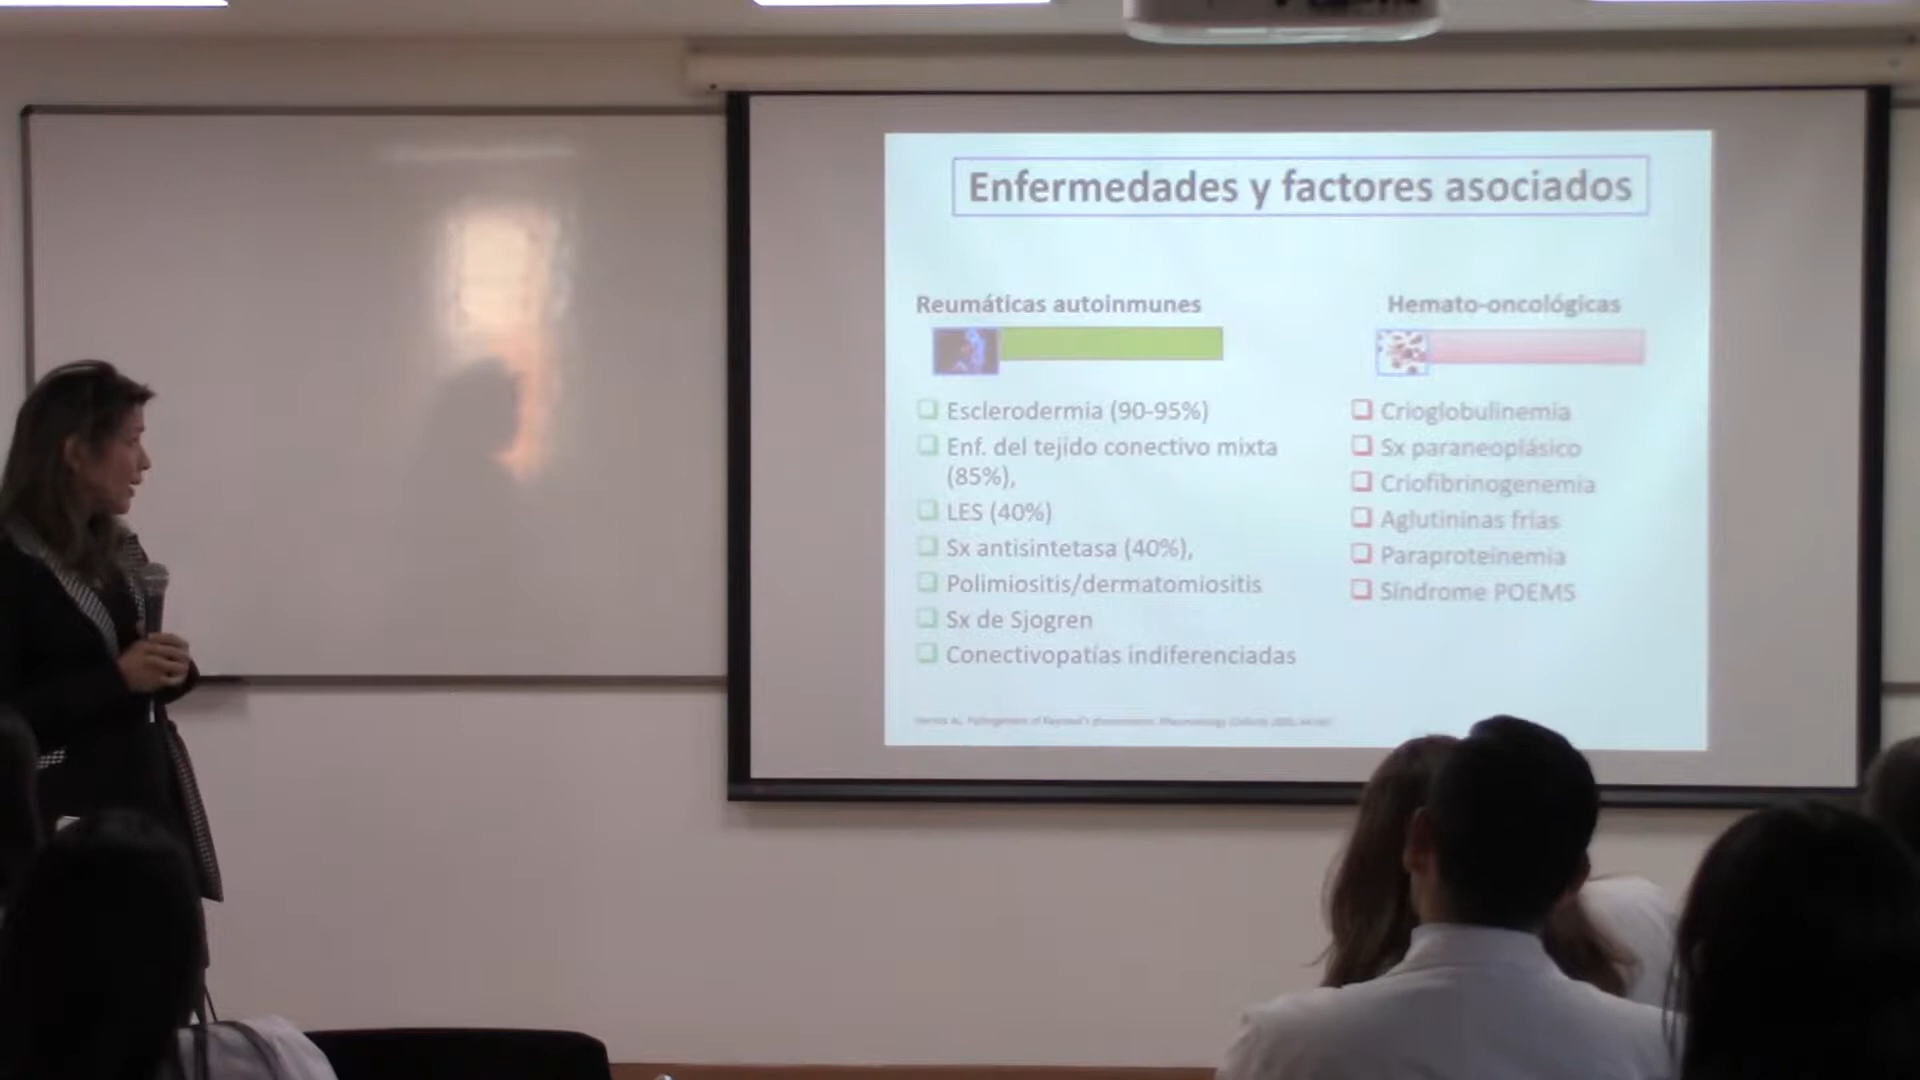 Enfermedades y factores asociados
Reumáticas autoinmunes
Esclerodermia (90-95%)
Enf. del tejido conectivo mixta
(85%),
LES (40%)
Sx antisintetasa (40%),
Polimiositis/dermatomiositis
Sx de Sjogren
Conectivopatías indiferenciadas
Hemato-oncológicas
Crioglobulinemia
Sx paraneoplásico
Criofibrinogenemia
Aglutininas frias
Paraproteinemia
Síndrome POEMS